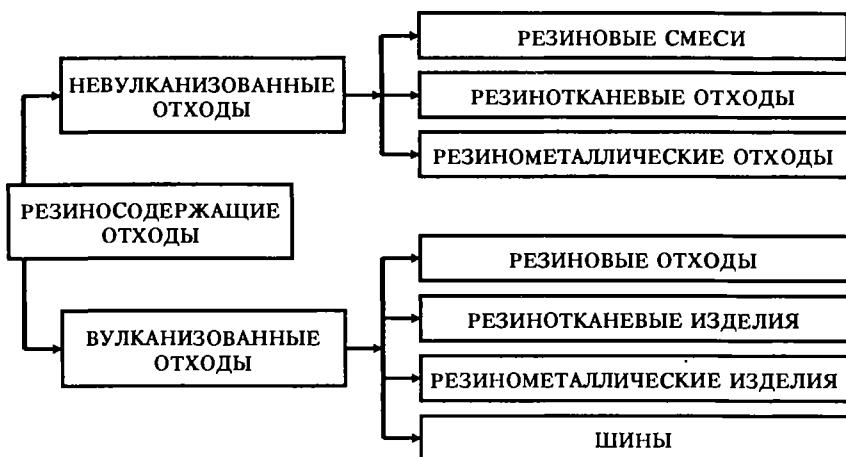 РЕЗИНОВЫЕ СМЕСИ
НЕВУЛКАНИЗОВАННЫЕ
ОТХОДЫ
РЕЗИНОТКАНЕВЫЕ ОТХОДЫ
РЕЗИНОМЕТАЛЛИЧЕСКИЕ ОТХОДЫ
РЕЗИНОСОДЕРЖАЩИЕ
ОТХОДЫ
РЕЗИНОВЫЕ ОТХОДЫ
ВУЛКАНИЗОВАННЫЕ
ОТХОДЫ
РЕЗИНОТКАНЕВЫЕ ИЗДЕЛИЯ
РЕЗИНОМЕТАЛЛИЧЕСКИЕ ИЗДЕЛИЯ
ШИНЫ